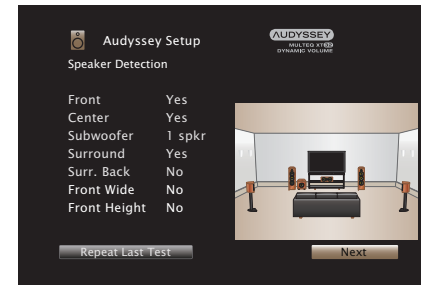 Audyssey Setup
AUDYSSEY
MULTEQ XT32
DYNAMIC VOLUME
Speaker Detection
Front Yes
Center Yes
Subwoofer 1 spkr
Surround Yes
Surr. Back No
Front Wide No
Front Height No
Repeat Last Test
Next